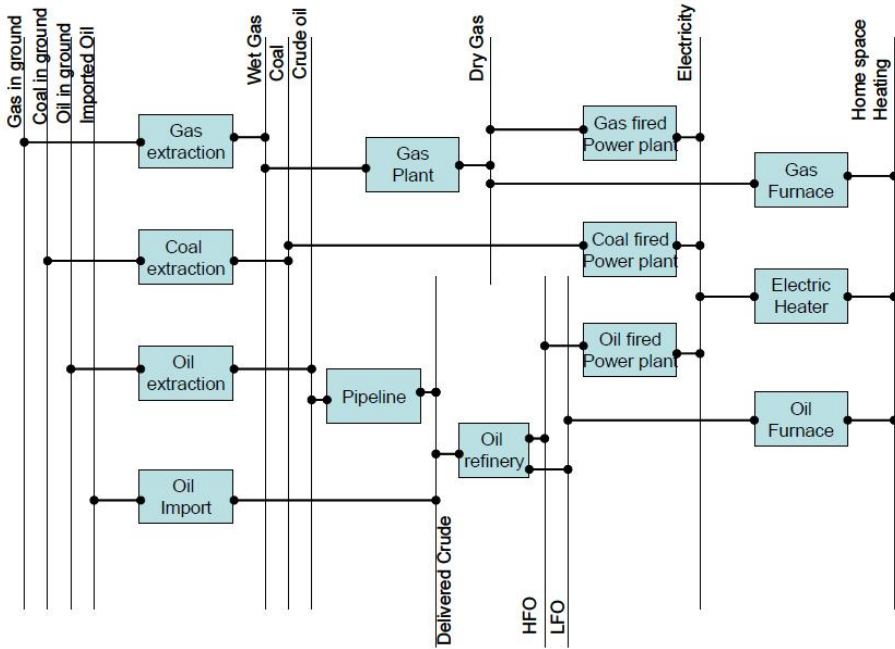 Gas in ground
Coal in ground
Oil in ground
Imported Oil
Wet Gas
Coal
Crude oil
Dry Gas
Electricity
Home space
Heating
Gas
extraction
Gas
Plant
Gas fired
Power plant
Gas
Furnace
Coal
extraction
Coal fired
Power plant
Electric
Heater
Oil
extraction
Pipeline
Oil fired
Power plant
Oil
refinery
Oil
Furnace
Oil
Import
Delivered Crude
HFO
LFO